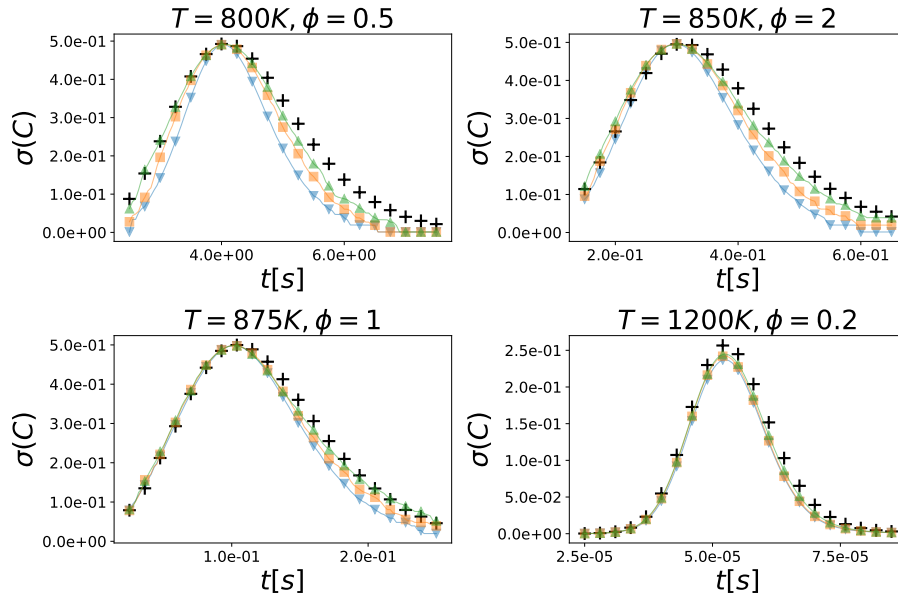 T = 800K, ϕ = 0.5
σ(C)
5.0e-01
4.0e-01
3.0e-01
2.0e-01
1.0e-01
0.0e+00
4.0e+00 6.0e+00
t[s]
T = 850K, ϕ = 2
σ(C)
5.0e-01
4.0e-01
3.0e-01
2.0e-01
1.0e-01
0.0e+00
2.0e-01 4.0e-01 6.0e-01
t[s]
T = 875K, ϕ = 1
σ(C)
5.0e-01
4.0e-01
3.0e-01
2.0e-01
1.0e-01
0.0e+00
1.0e-01 2.0e-01
t[s]
T = 1200K, ϕ = 0.2
σ(C)
2.5e-01
2.0e-01
1.5e-01
1.0e-01
5.0e-02
0.0e+00
2.5e-05 5.0e-05 7.5e-05
t[s]